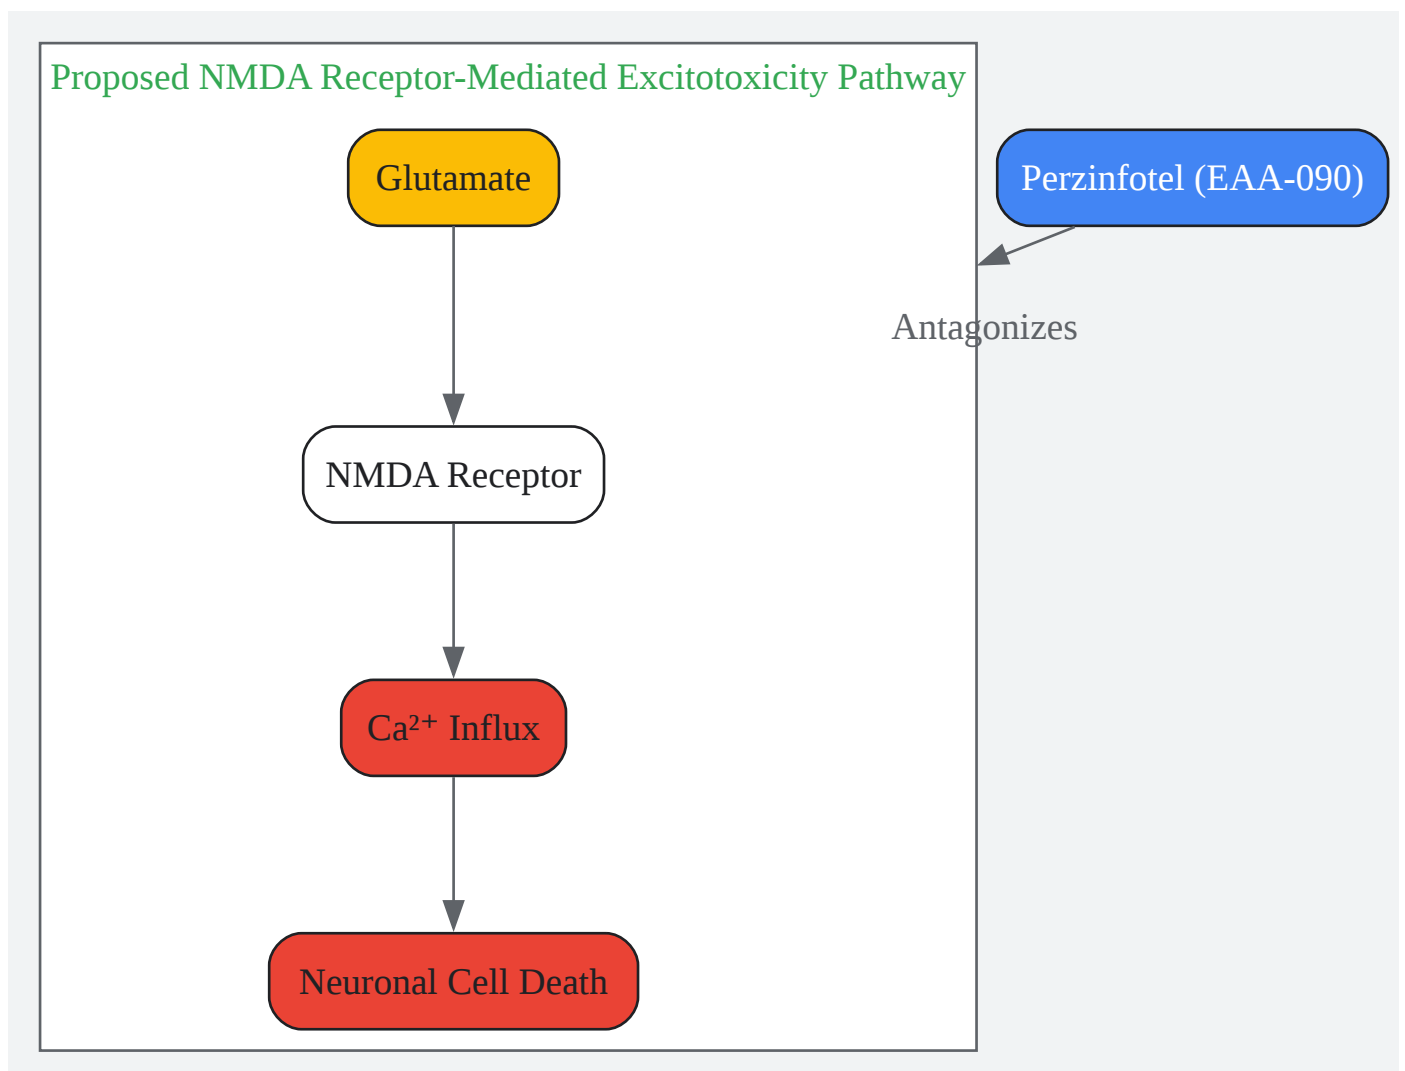 Proposed NMDA Receptor-Mediated Excitotoxicity Pathway
Glutamate
Perzinfotel (EAA-090)
Antagonizes
NMDA Receptor
Ca²⁺ Influx
Neuronal Cell Death